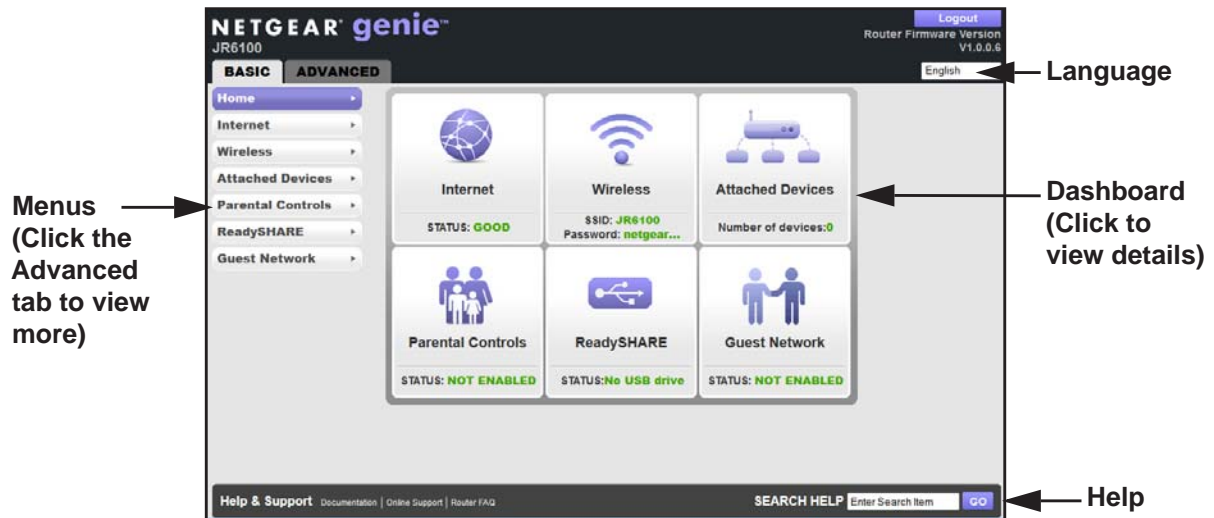 NETGEAR® genie™
JR6100
Logout
Router Firmware Version
V1.0.0.6
BASIC
ADVANCED
English
Language
Home
Internet
Wireless
Attached Devices
Parental Controls
ReadySHARE
Guest Network
Menus
(Click the
Advanced
tab to view
more)
Internet
STATUS: GOOD
Wireless
SSID: JR6100
Password: netgear...
Attached Devices
Number of devices:0
Dashboard
(Click to
view details)
Parental Controls
STATUS: NOT ENABLED
ReadySHARE
STATUS:No USB drive
Guest Network
STATUS: NOT ENABLED
Help & Support Documentation | Online Support | Router FAQ
SEARCH HELP Enter Search Item GO
Help